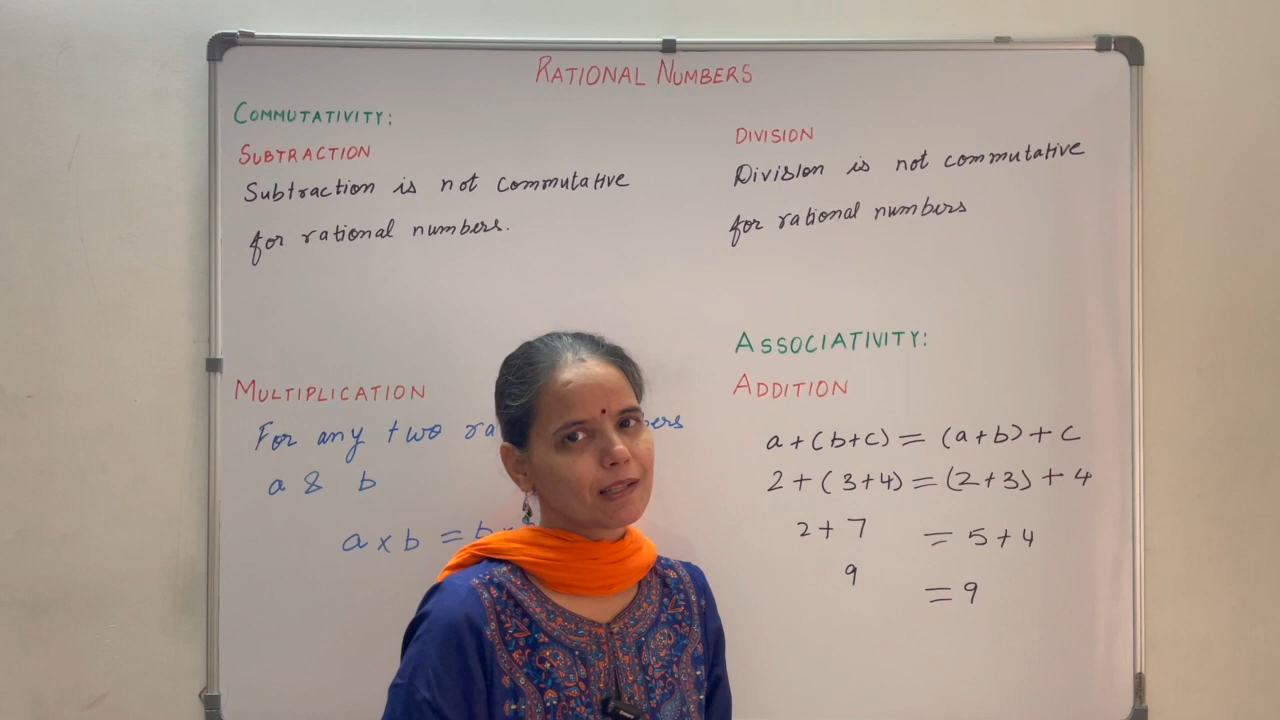 RATIONAL NUMBERS
COMMUTATIVITY:
SUBTRACTION
Subtraction is not commutative
for rational numbers.
MULTIPLICATION
For any two
a & b
a x b = b
DIVISION
Division is not commutative
for rational numbers
ASSOCIATIVITY:
ADDITION
a + (b+c) = (a+b) + c
2 + (3+4) = (2+3) + 4
2 + 7 = 5 + 4
9 = 9